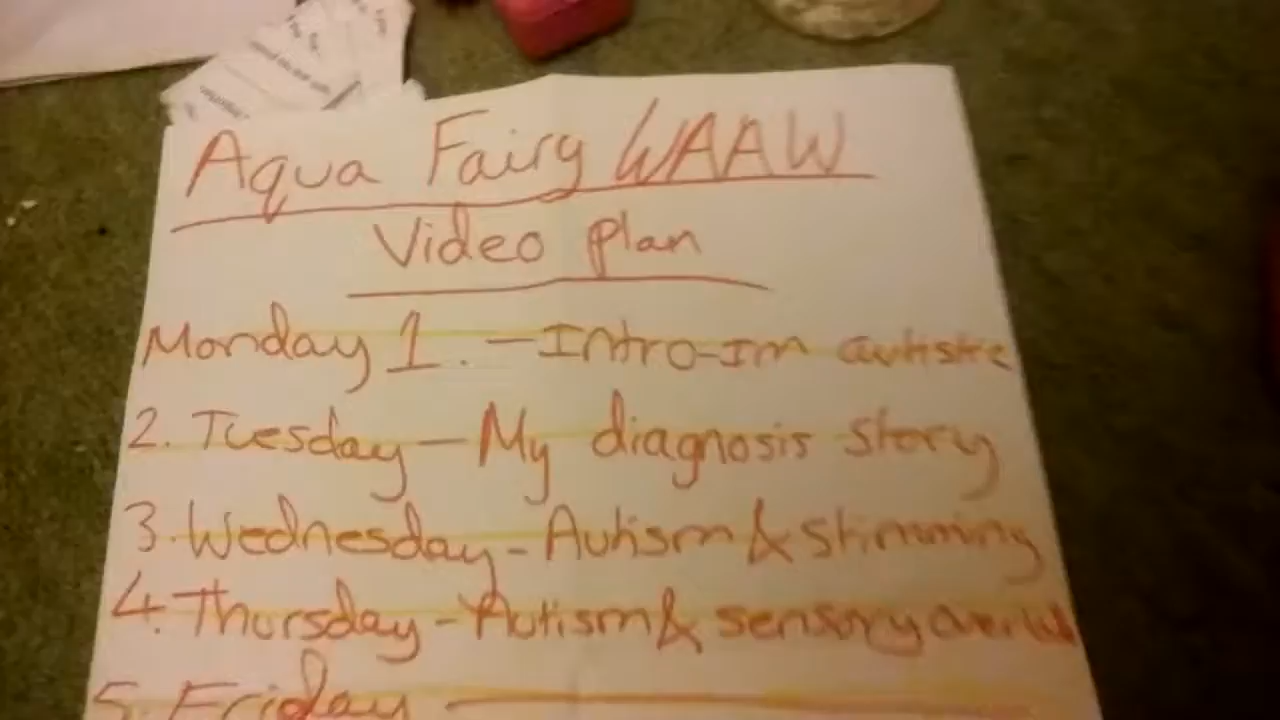 Aqua Fairy WAAW
Video plan
Monday 1. - Intro-Im autistic
2. Tuesday - My diagnosis story
3. Wednesday - Autism & stimming
4. Thursday - Autism & sensory
5. Friday